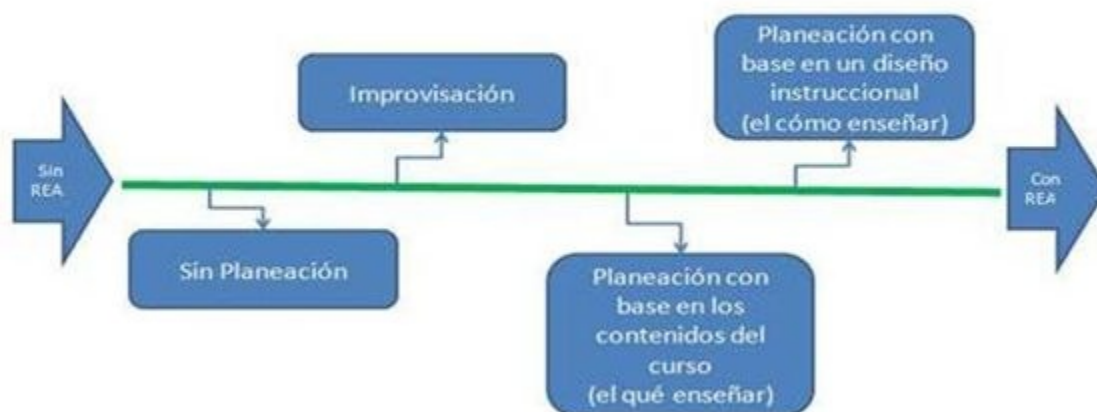 Sin
REA
Sin Planeación
Improvisación
Planeación con
base en los
contenidos del
curso
(el qué enseñar)
Planeación con
base en un diseño
instruccional
(el cómo enseñar)
Con
REA